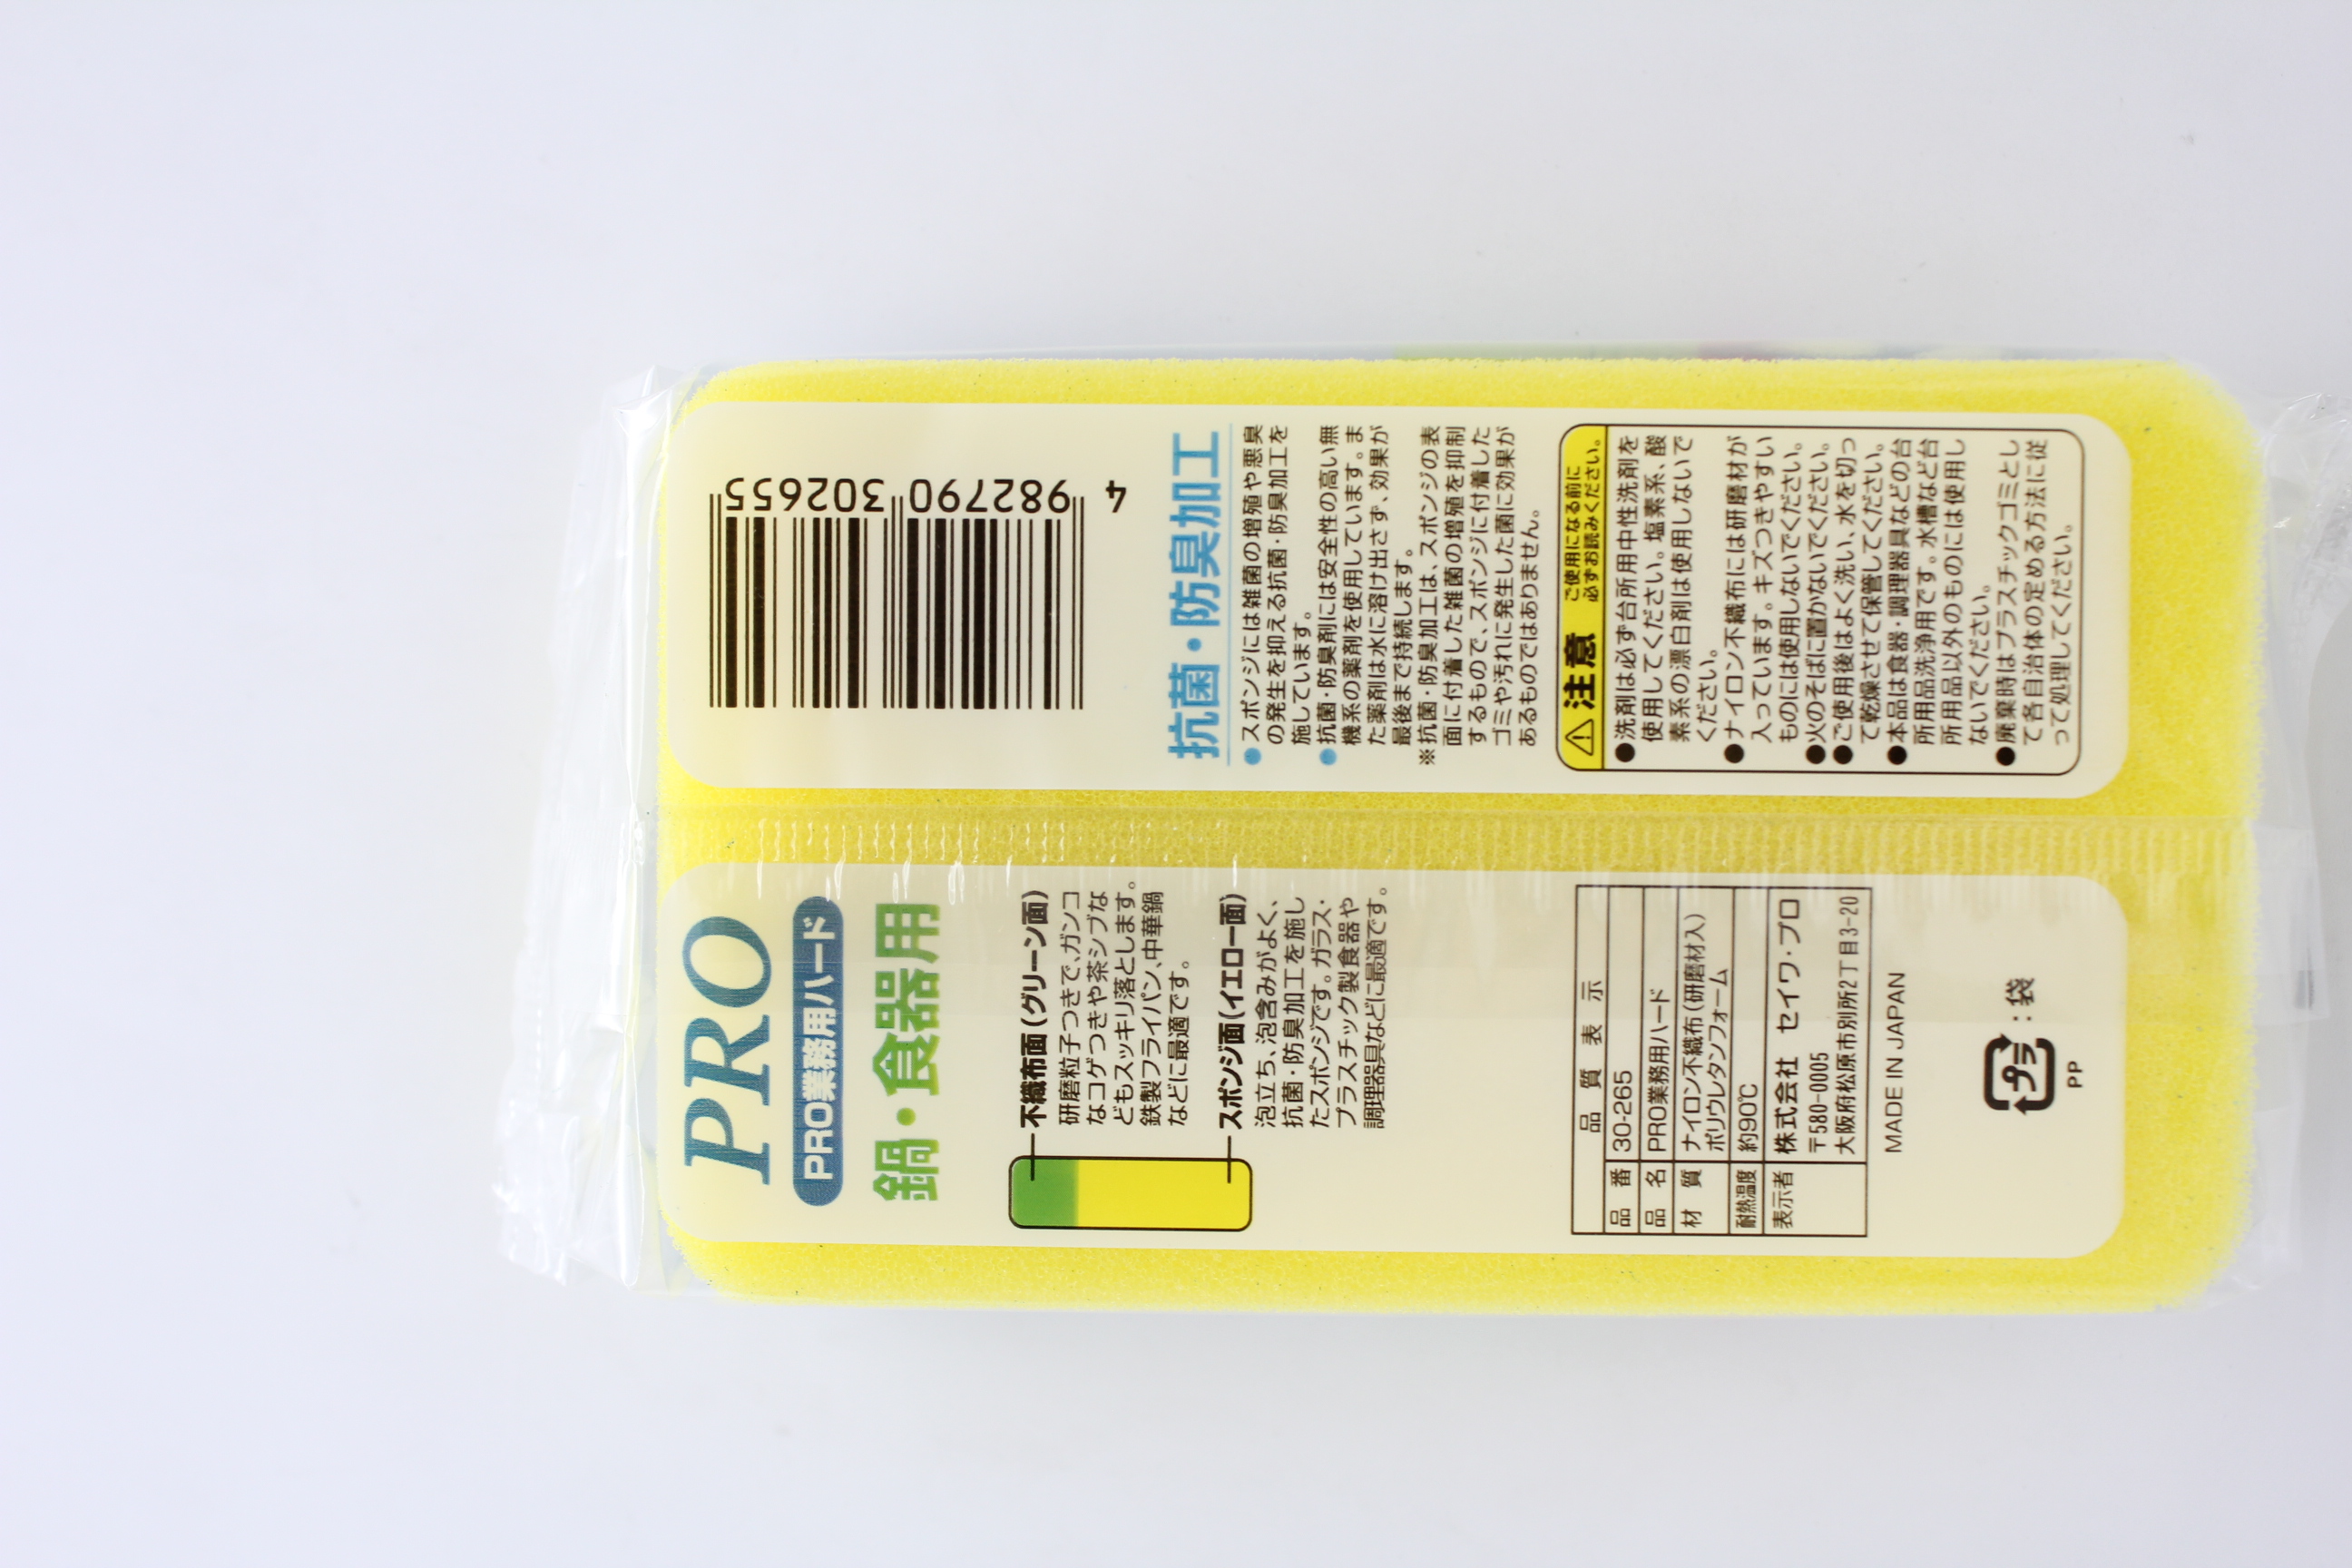 PRO
PRO業務用ハード
鍋・食器用
不織布面(グリーン面)
研磨粒子つきで、ガンコ
なコゲつきや茶シブな
どもスッキリ落とします。
鉄製フライパン、中華鍋
などに最適です。
スポンジ面(イエロー面)
泡立ち、泡含みがよく、
抗菌・防臭加工を施し
たスポンジです。ガラス・
プラスチック製食器や
調理器具などに最適です。
品質表示
品番 30-265
品名 PRO業務用ハード
材質 ナイロン不織布(研磨材入)
ポリウレタンフォーム
耐熱温度 約90℃
表示者 株式会社 セイワ・プロ
〒580-0005
大阪府松原市別所2丁目3-20
MADE IN JAPAN
プラ :袋
PP
4 982790 302655
抗菌・防臭加工
●スポンジには雑菌の増殖や悪臭
の発生を抑える抗菌・防臭加工を
施しています。
●抗菌・防臭剤には安全性の高い無
機系の薬剤を使用しています。ま
た薬剤は水に溶け出さず、効果が
最後まで持続します。
※抗菌・防臭加工は、スポンジの表
面に付着した雑菌の増殖を抑制
するもので、スポンジに付着した
ゴミや汚れに発生した菌に効果が
あるものではありません。
注意 ご使用になる前に
必ずお読みください。
●洗剤は必ず台所用中性洗剤を
使用してください。塩素系、酸
素系の漂白剤は使用しないで
ください。
●ナイロン不織布には研磨材が
入っています。キズつきやすい
ものには使用しないでください。
●火のそばに置かないでください。
●ご使用後はよく洗い、水を切っ
て乾燥させて保管してください。
●本品は食器・調理器具などの台
所用品洗浄用です。水槽など台
所用品以外のものには使用し
ないでください。
●廃棄時はプラスチックゴミとし
て各自治体の定める方法に従
って処理してください。